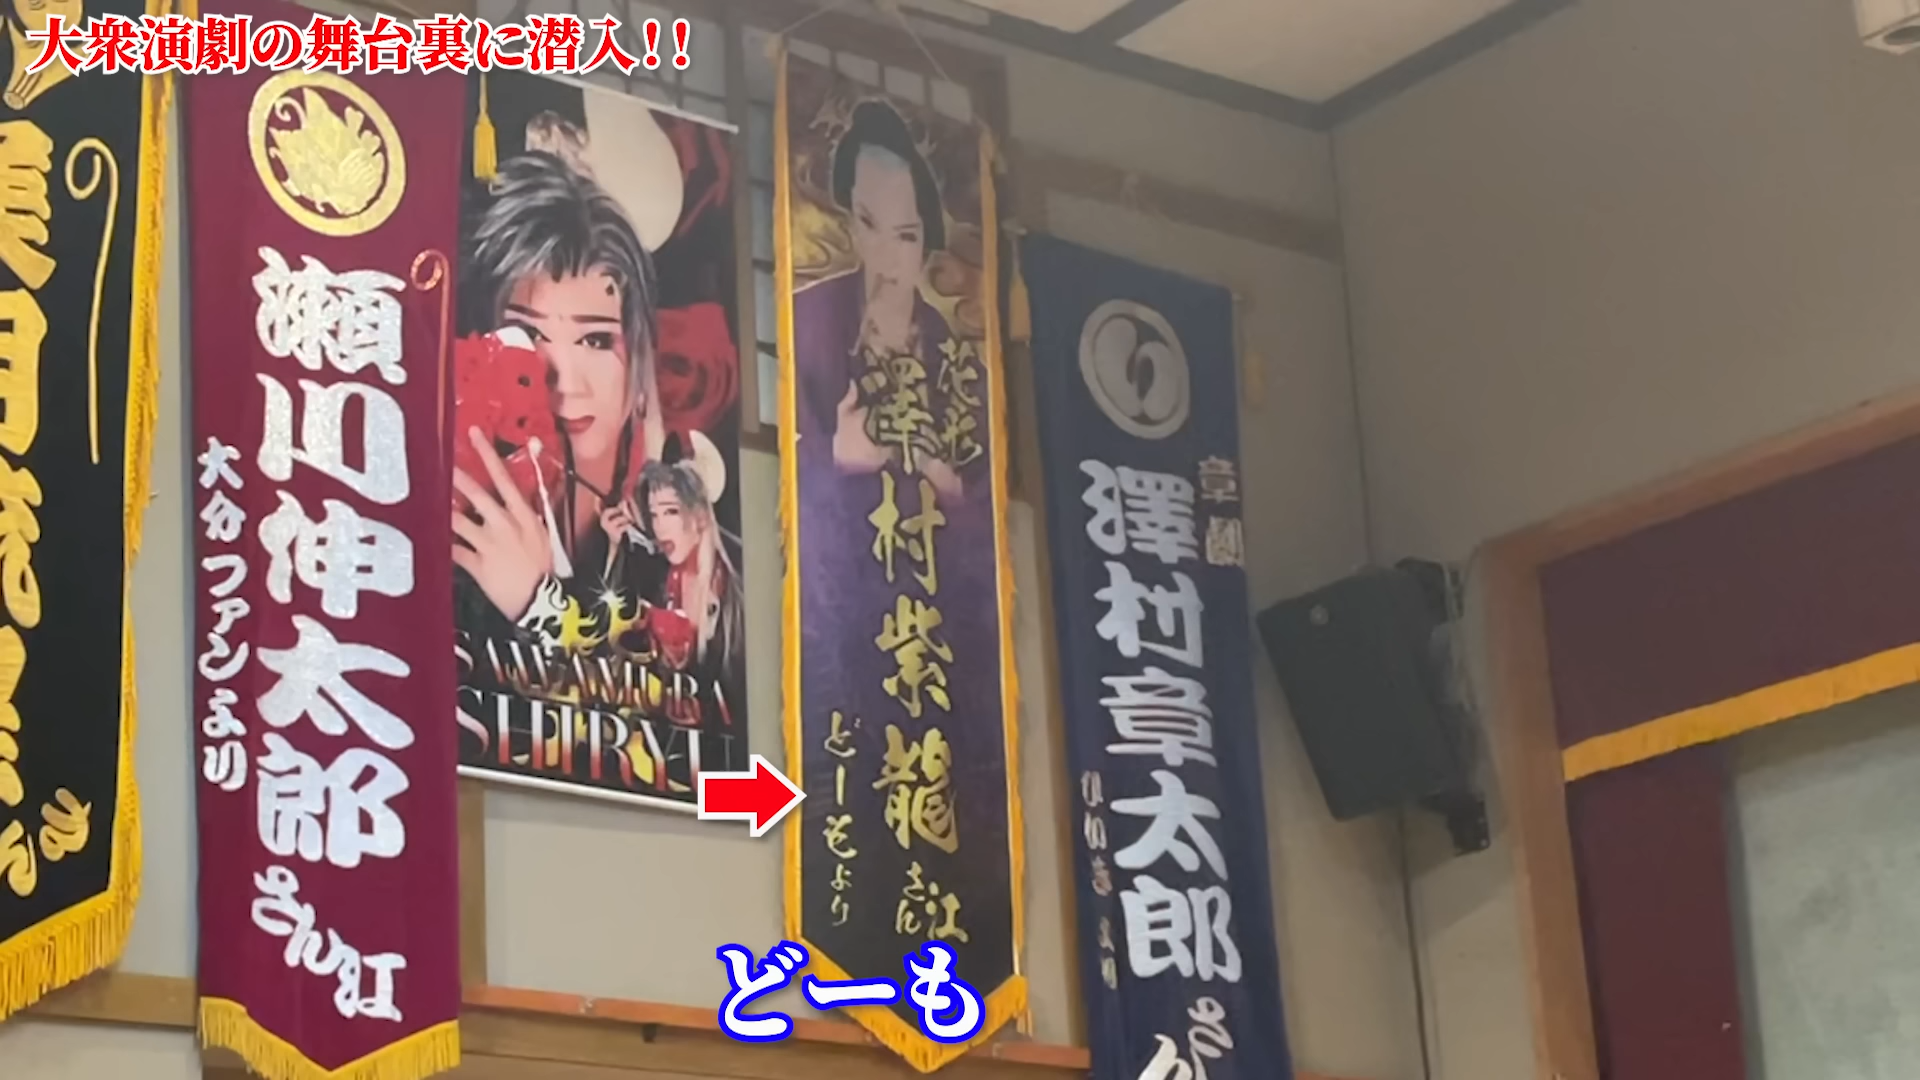 大衆演劇の舞台裏に潜入!!
瀬川伸太郎さん江
大分ファンより
SAWAMURA
SHIRYU
花形
澤村紫龍さん江
どーもより
章劇
澤村章太郎さん
どーも